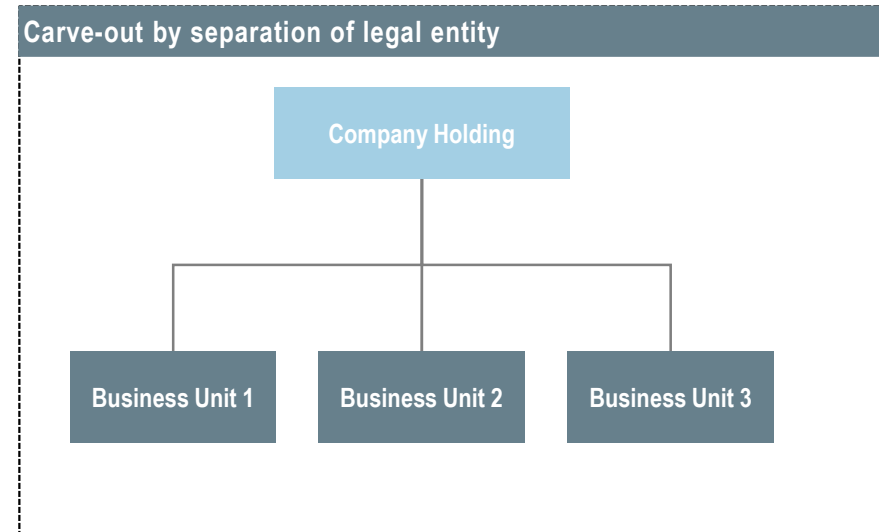 Carve-out by separation of legal entity
Company Holding
Business Unit 1
Business Unit 2
Business Unit 3